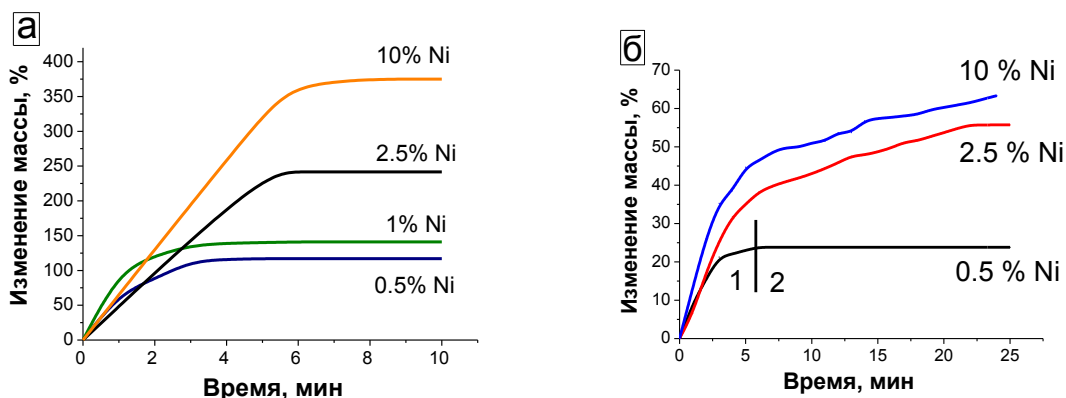 а
Изменение массы, %
400
350
300
250
200
150
100
50
0
10% Ni
2.5% Ni
1% Ni
0.5% Ni
0 2 4 6 8 10
Время, мин
б
Изменение массы, %
70
60
50
40
30
20
10
0
10 % Ni
2.5 % Ni
0.5 % Ni
1 2
0 5 10 15 20 25
Время, мин